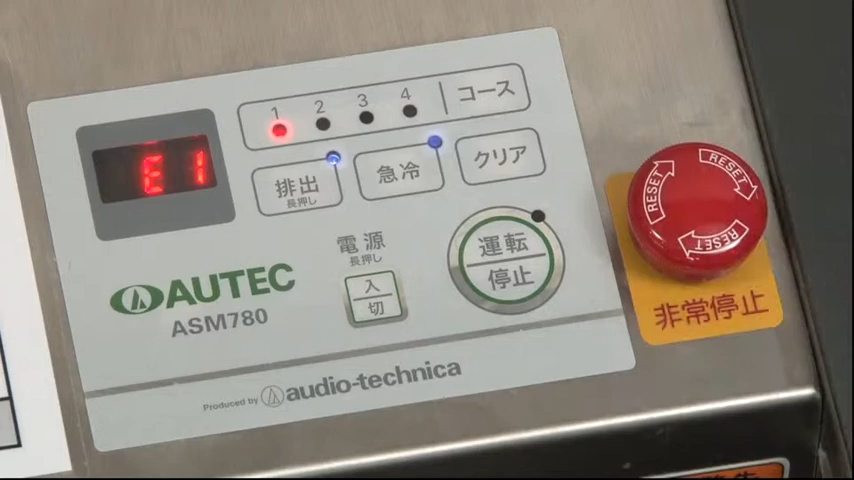 1 2 3 4 コース
E1
排出
長押し
急冷
クリア
電源
長押し
入
切
運転
停止
AUTEC
ASM780
Produced by audio-technica
RESET
RESET
RESET
非常停止